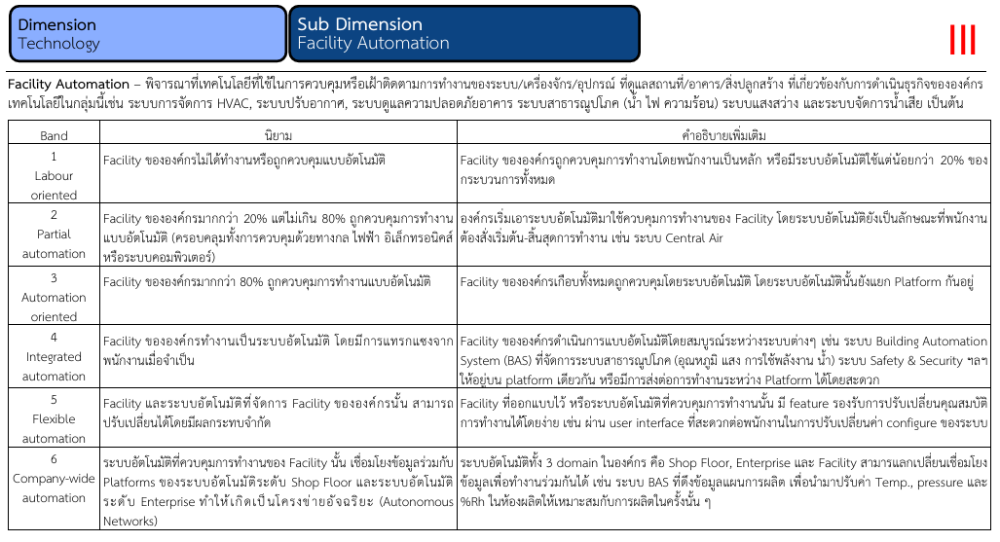 Dimension
Technology
Sub Dimension
Facility Automation
III
Facility Automation – พิจารณาที่เทคโนโลยีที่ใช้ในการควบคุมหรือเฝ้าติดตามการทำงานของระบบ/เครื่องจักร/อุปกรณ์ ที่ดูแลสถานที่/อาคาร/สิ่งปลูกสร้าง ที่เกี่ยวข้องกับการดำเนินธุรกิจขององค์กร
เทคโนโลยีในกลุ่มนี้เช่น ระบบการจัดการ HVAC, ระบบปรับอากาศ, ระบบดูแลความปลอดภัยอาคาร ระบบสาธารณูปโภค (น้ำ ไฟ ความร้อน) ระบบแสงสว่าง และระบบจัดการน้ำเสีย เป็นต้น
Band
นิยาม
คำอธิบายเพิ่มเติม
1
Labour
oriented
Facility ขององค์กรไม่ได้ทำงานหรือถูกควบคุมแบบอัตโนมัติ
Facility ขององค์กรถูกควบคุมการทำงานโดยพนักงานเป็นหลัก หรือมีระบบอัตโนมัติใช้แต่น้อยกว่า 20% ของ
กระบวนการทั้งหมด
2
Partial
automation
Facility ขององค์กรมากกว่า 20% แต่ไม่เกิน 80% ถูกควบคุมการทำงาน
แบบอัตโนมัติ (ครอบคลุมทั้งการควบคุมด้วยทางกล ไฟฟ้า อิเล็กทรอนิคส์
หรือระบบคอมพิวเตอร์)
องค์กรเริ่มเอาระบบอัตโนมัติมาใช้ควบคุมการทำงานของ Facility โดยระบบอัตโนมัติยังเป็นลักษณะที่พนักงาน
ต้องสั่งเริ่มต้น-สิ้นสุดการทำงาน เช่น ระบบ Central Air
3
Automation
oriented
Facility ขององค์กรมากกว่า 80% ถูกควบคุมการทำงานแบบอัตโนมัติ
Facility ขององค์กรเกือบทั้งหมดถูกควบคุมโดยระบบอัตโนมัติ โดยระบบอัตโนมัตินั้นยังแยก Platform กันอยู่
4
Integrated
automation
Facility ขององค์กรทำงานเป็นระบบอัตโนมัติ โดยมีการแทรกแซงจาก
พนักงานเมื่อจำเป็น
Facility ขององค์กรดำเนินการแบบอัตโนมัติโดยสมบูรณ์ระหว่างระบบต่างๆ เช่น ระบบ Building Automation
System (BAS) ที่จัดการระบบสาธารณูปโภค (อุณหภูมิ แสง การใช้พลังงาน น้ำ) ระบบ Safety & Security ฯลฯ
ให้อยู่บน platform เดียวกัน หรือมีการส่งต่อการทำงานระหว่าง Platform ได้โดยสะดวก
5
Flexible
automation
Facility และระบบอัตโนมัติที่จัดการ Facility ขององค์กรนั้น สามารถ
ปรับเปลี่ยนได้โดยมีผลกระทบจำกัด
Facility ที่ออกแบบไว้ หรือระบบอัตโนมัติที่ควบคุมการทำงานนั้น มี feature รองรับการปรับเปลี่ยนคุณสมบัติ
การทำงานได้โดยง่าย เช่น ผ่าน user interface ที่สะดวกต่อพนักงานในการปรับเปลี่ยนค่า configure ของระบบ
6
Company-wide
automation
ระบบอัตโนมัติที่ควบคุมการทำงานของ Facility นั้น เชื่อมโยงข้อมูลร่วมกับ
Platforms ของระบบอัตโนมัติระดับ Shop Floor และระบบอัตโนมัติ
ระดับ Enterprise ทำให้เกิดเป็นโครงข่ายอัจฉริยะ (Autonomous
Networks)
ระบบอัตโนมัติทั้ง 3 domain ในองค์กร คือ Shop Floor, Enterprise และ Facility สามารแลกเปลี่ยนเชื่อมโยง
ข้อมูลเพื่อทำงานร่วมกันได้ เช่น ระบบ BAS ที่ดึงข้อมูลแผนการผลิต เพื่อนำมาปรับค่า Temp., pressure และ
%Rh ในห้องผลิตให้เหมาะสมกับการผลิตในครั้งนั้น ๆ